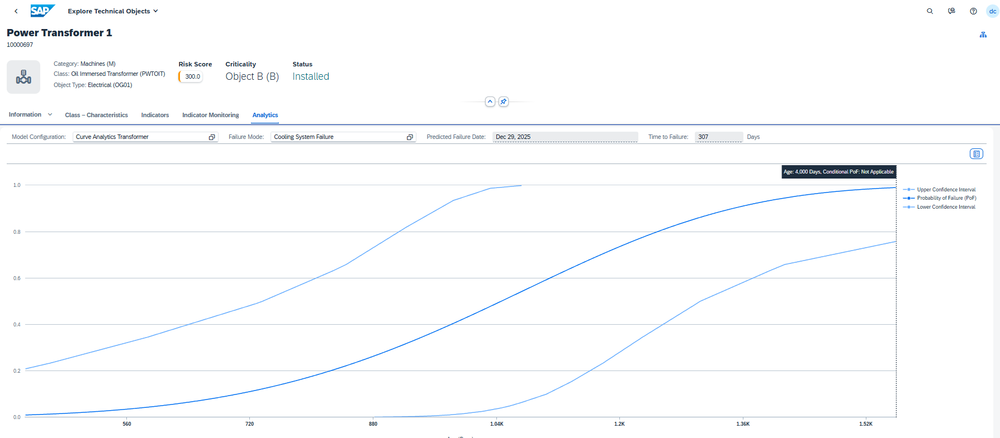 SAP Explore Technical Objects
dc
Power Transformer 1
10000697
Category: Machines (M)
Class: Oil Immersed Transformer (PWTOIT)
Object Type: Electrical (OG01)
Risk Score
300.0
Criticality
Object B (B)
Status
Installed
Information Class – Characteristics Indicators Indicator Monitoring Analytics
Model Configuration: Curve Analytics Transformer Failure Mode: Cooling System Failure Predicted Failure Date: Dec 29, 2025 Time to Failure: 307 Days
Age: 4,000 Days, Conditional PoF: Not Applicable
1.0
0.8
0.6
0.4
0.2
0.0
560 720 880 1.04K 1.2K 1.36K 1.52K
Upper Confidence Interval
Probability of Failure (PoF)
Lower Confidence Interval